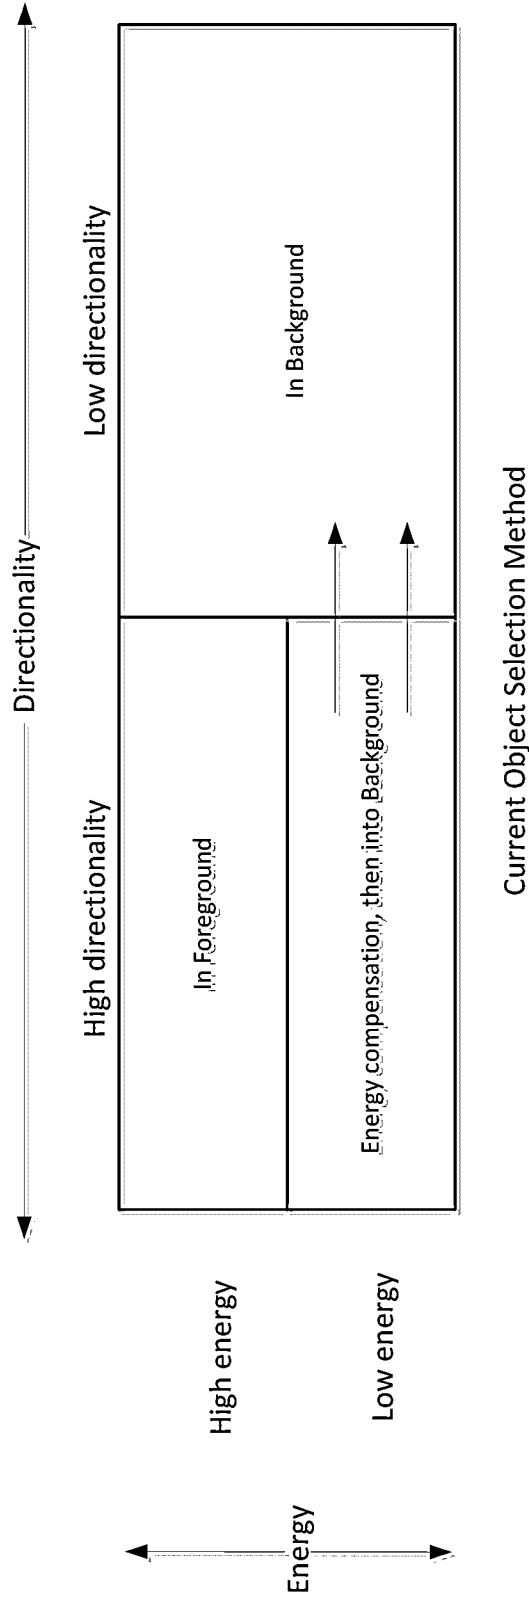 Directionality
High directionality
Low directionality
High energy
In Foreground
In Background
Energy
Low energy
Energy compensation, then into Background
Current Object Selection Method